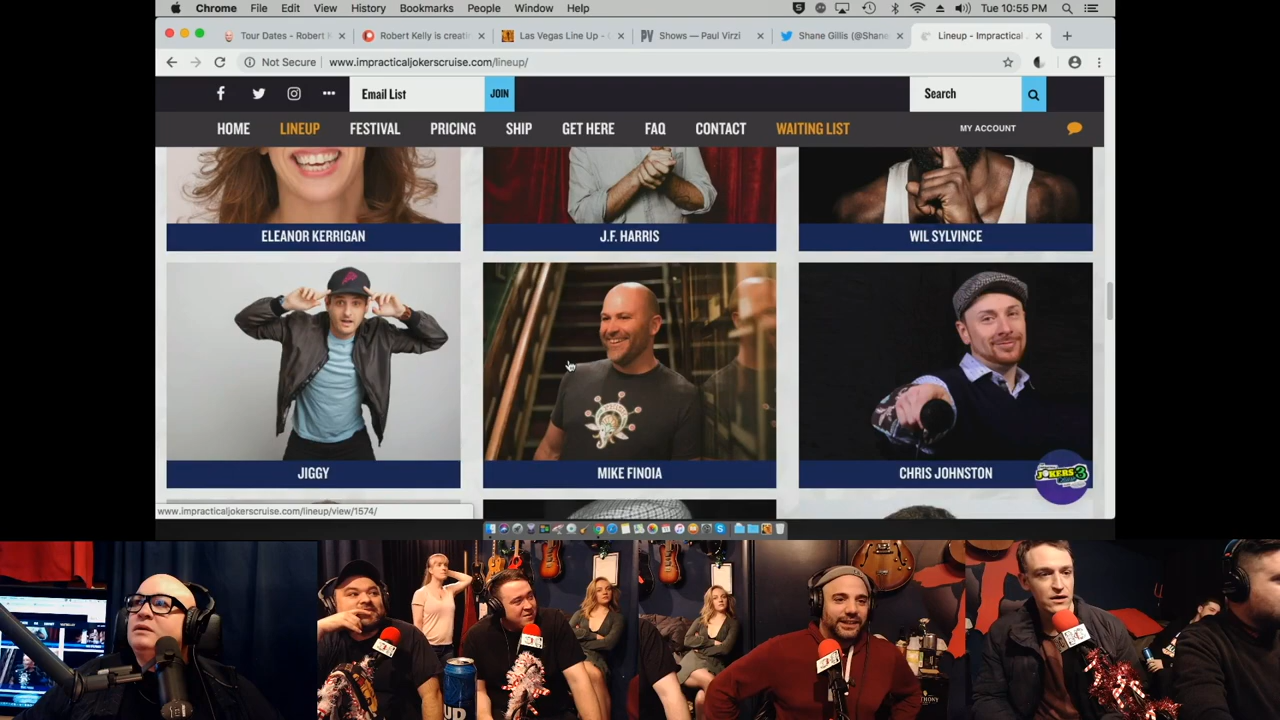 Chrome File Edit View History Bookmarks People Window Help Tue 10:55 PM
Tour Dates - Robert Robert Kelly is creatin Las Vegas Line Up - Shows — Paul Virzi Shane Gillis (@Shane Lineup - Impractical
Not Secure www.impracticaljokerscruise.com/lineup/
Email List JOIN Search
HOME LINEUP FESTIVAL PRICING SHIP GET HERE FAQ CONTACT WAITING LIST MY ACCOUNT
ELEANOR KERRIGAN J.F. HARRIS WIL SYLVINCE
JIGGY MIKE FINOIA CHRIS JOHNSTON
JOKERS 3
www.impracticaljokerscruise.com/lineup/view/1574/